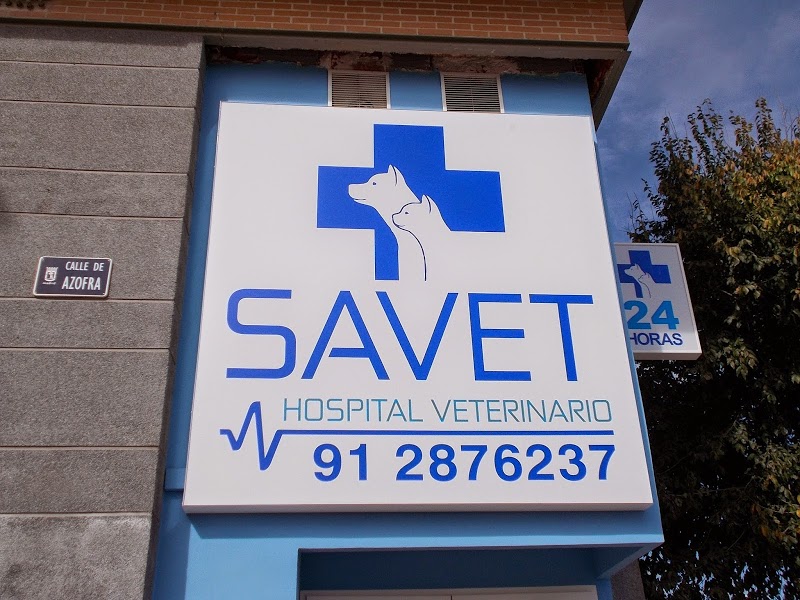 CALLE DE
AZOFRA
SAVET
HOSPITAL VETERINARIO
91 2876237
24
HORAS